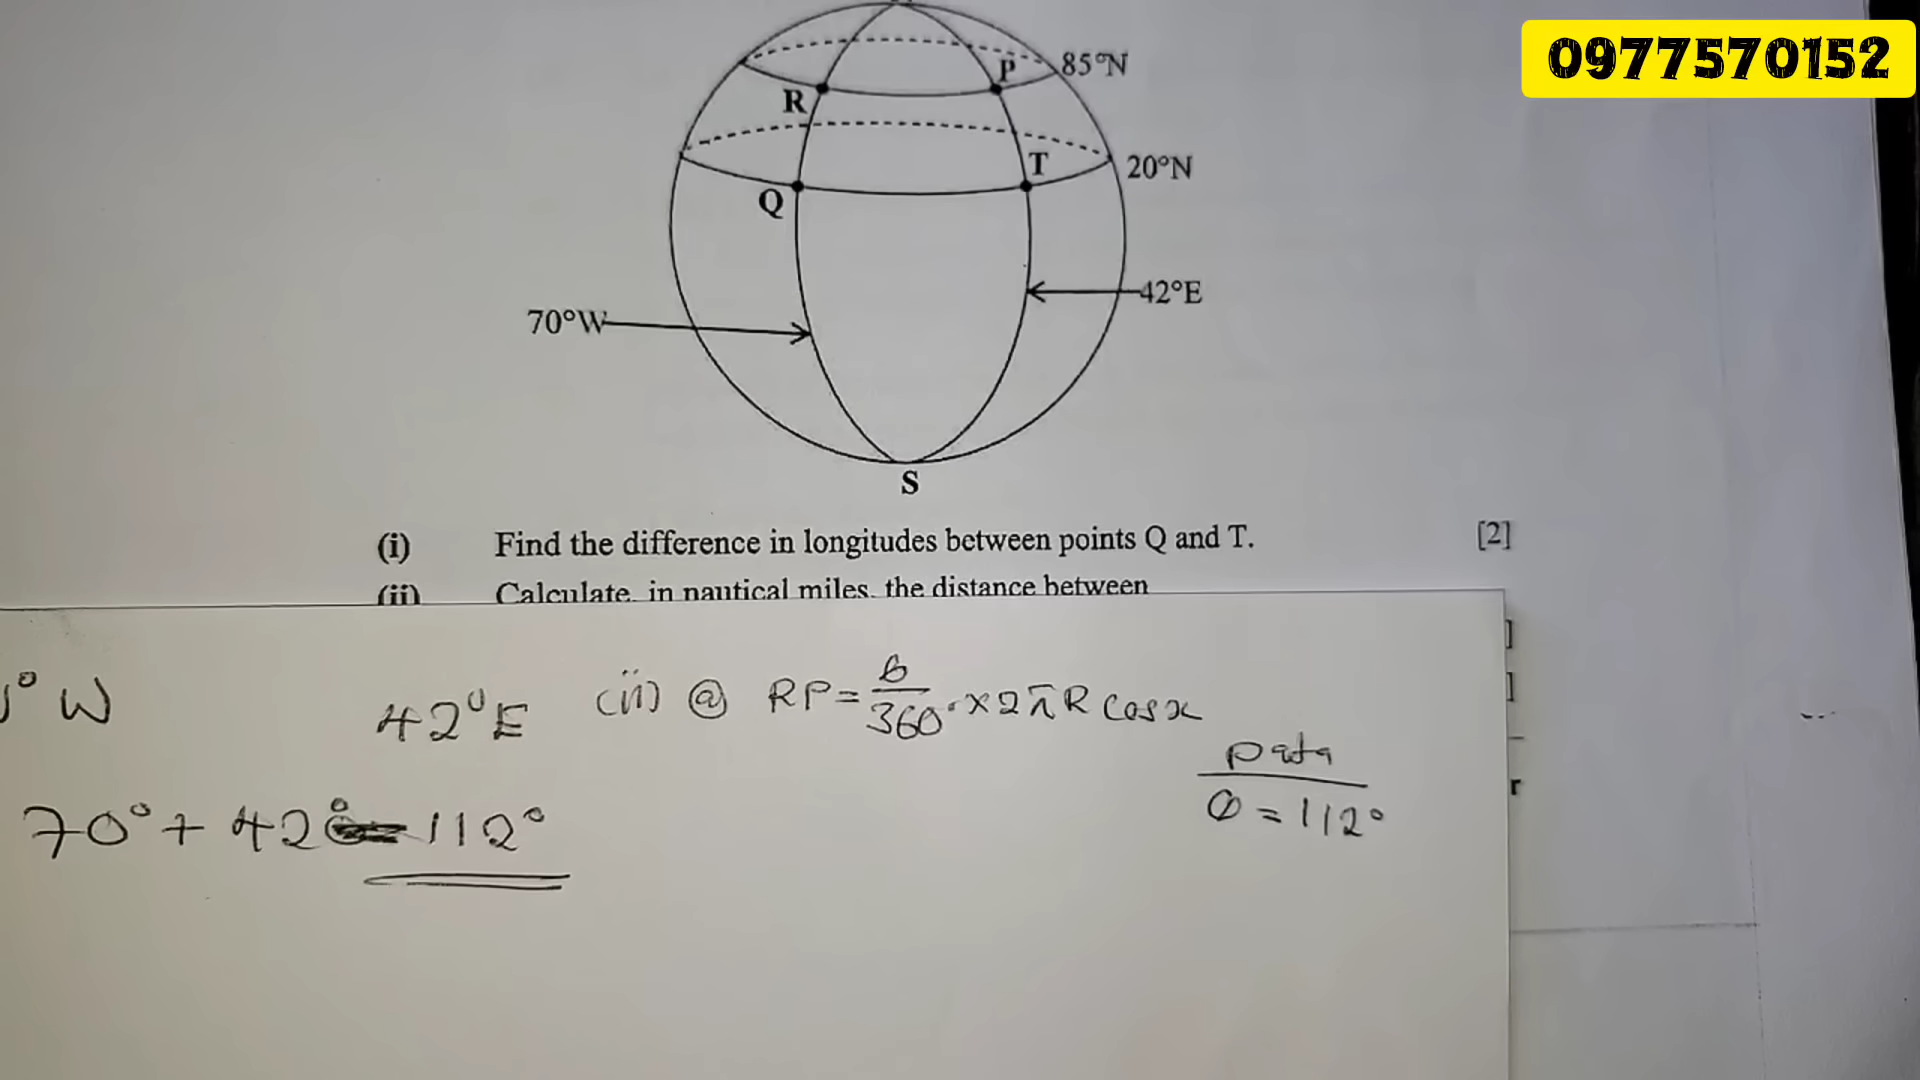 0977570152
85°N
P
R
T
20°N
Q
42°E
70°W
S
(i) Find the difference in longitudes between points Q and T. [2]
(ii) Calculate, in nautical miles, the distance between
° W 42°E (ii) ⓐ RP = θ/360° × 2πR Cos x
Data
70° + 42° = 112° θ = 112°